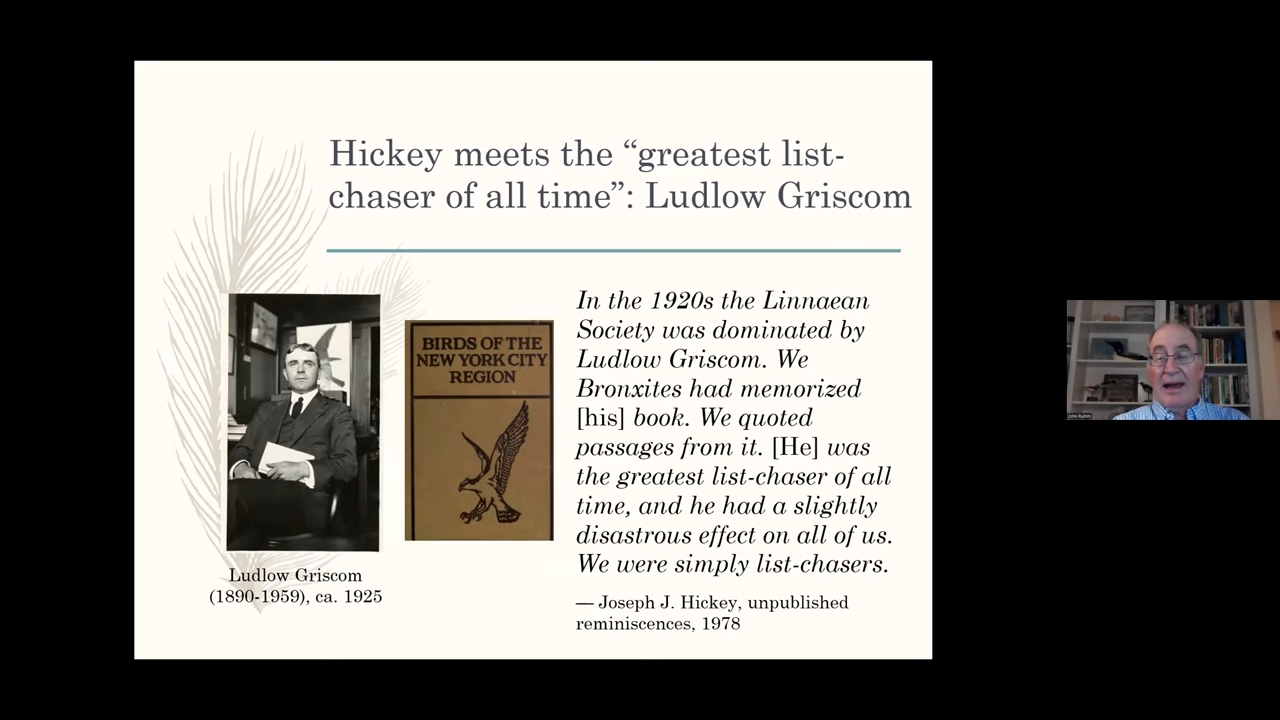 Hickey meets the “greatest list-
chaser of all time”: Ludlow Griscom
BIRDS OF THE
NEW YORK CITY
REGION
Ludlow Griscom
(1890-1959), ca. 1925
In the 1920s the Linnaean
Society was dominated by
Ludlow Griscom. We
Bronxites had memorized
[his] book. We quoted
passages from it. [He] was
the greatest list-chaser of all
time, and he had a slightly
disastrous effect on all of us.
We were simply list-chasers.
— Joseph J. Hickey, unpublished
reminiscences, 1978
John Rumm